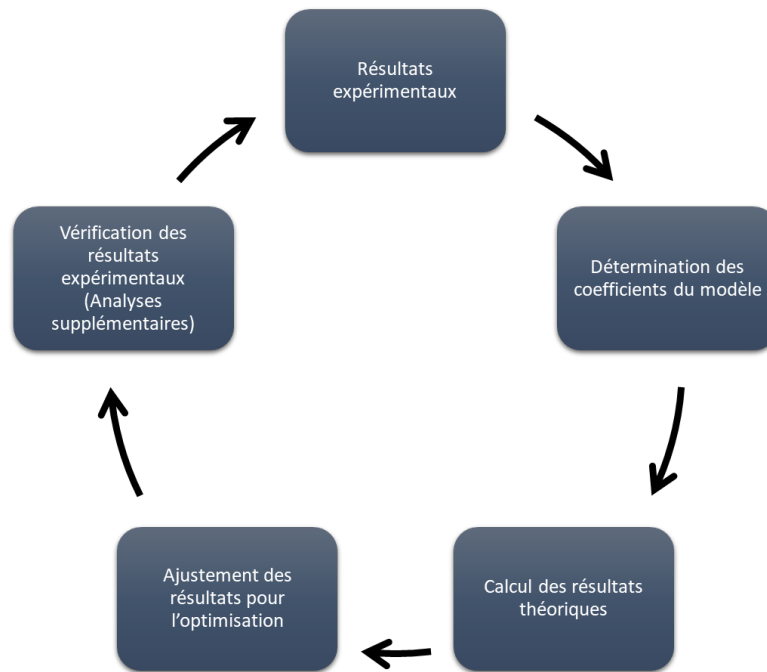 Résultats
expérimentaux
Détermination des
coefficients du modèle
Calcul des résultats
théoriques
Ajustement des
résultats pour
l'optimisation
Vérification des
résultats
expérimentaux
(Analyses
supplémentaires)